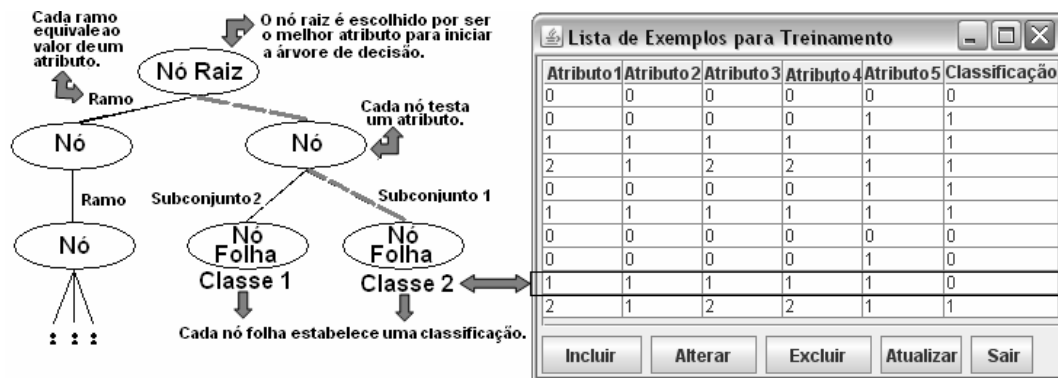 Cada ramo
equivale ao
valor de um
atributo.
O nó raiz é escolhido por ser
o melhor atributo para iniciar
a árvore de decisão.
Nó Raiz
Ramo
Cada nó testa
um atributo.
Nó
Nó
Ramo
Subconjunto 2
Subconjunto 1
Nó
Nó
Folha
Nó
Folha
Classe 1
Classe 2
Cada nó folha estabelece uma classificação.
Lista de Exemplos para Treinamento
Atributo 1 Atributo 2 Atributo 3 Atributo 4 Atributo 5 Classificação
0 0 0 0 0 0
0 0 0 0 1 1
1 1 1 1 1 1
2 1 2 2 1 1
0 0 0 0 1 1
1 1 1 1 1 1
0 0 0 0 0 0
0 0 0 0 1 0
1 1 1 1 1 0
2 1 2 2 1 1
Incluir Alterar Excluir Atualizar Sair